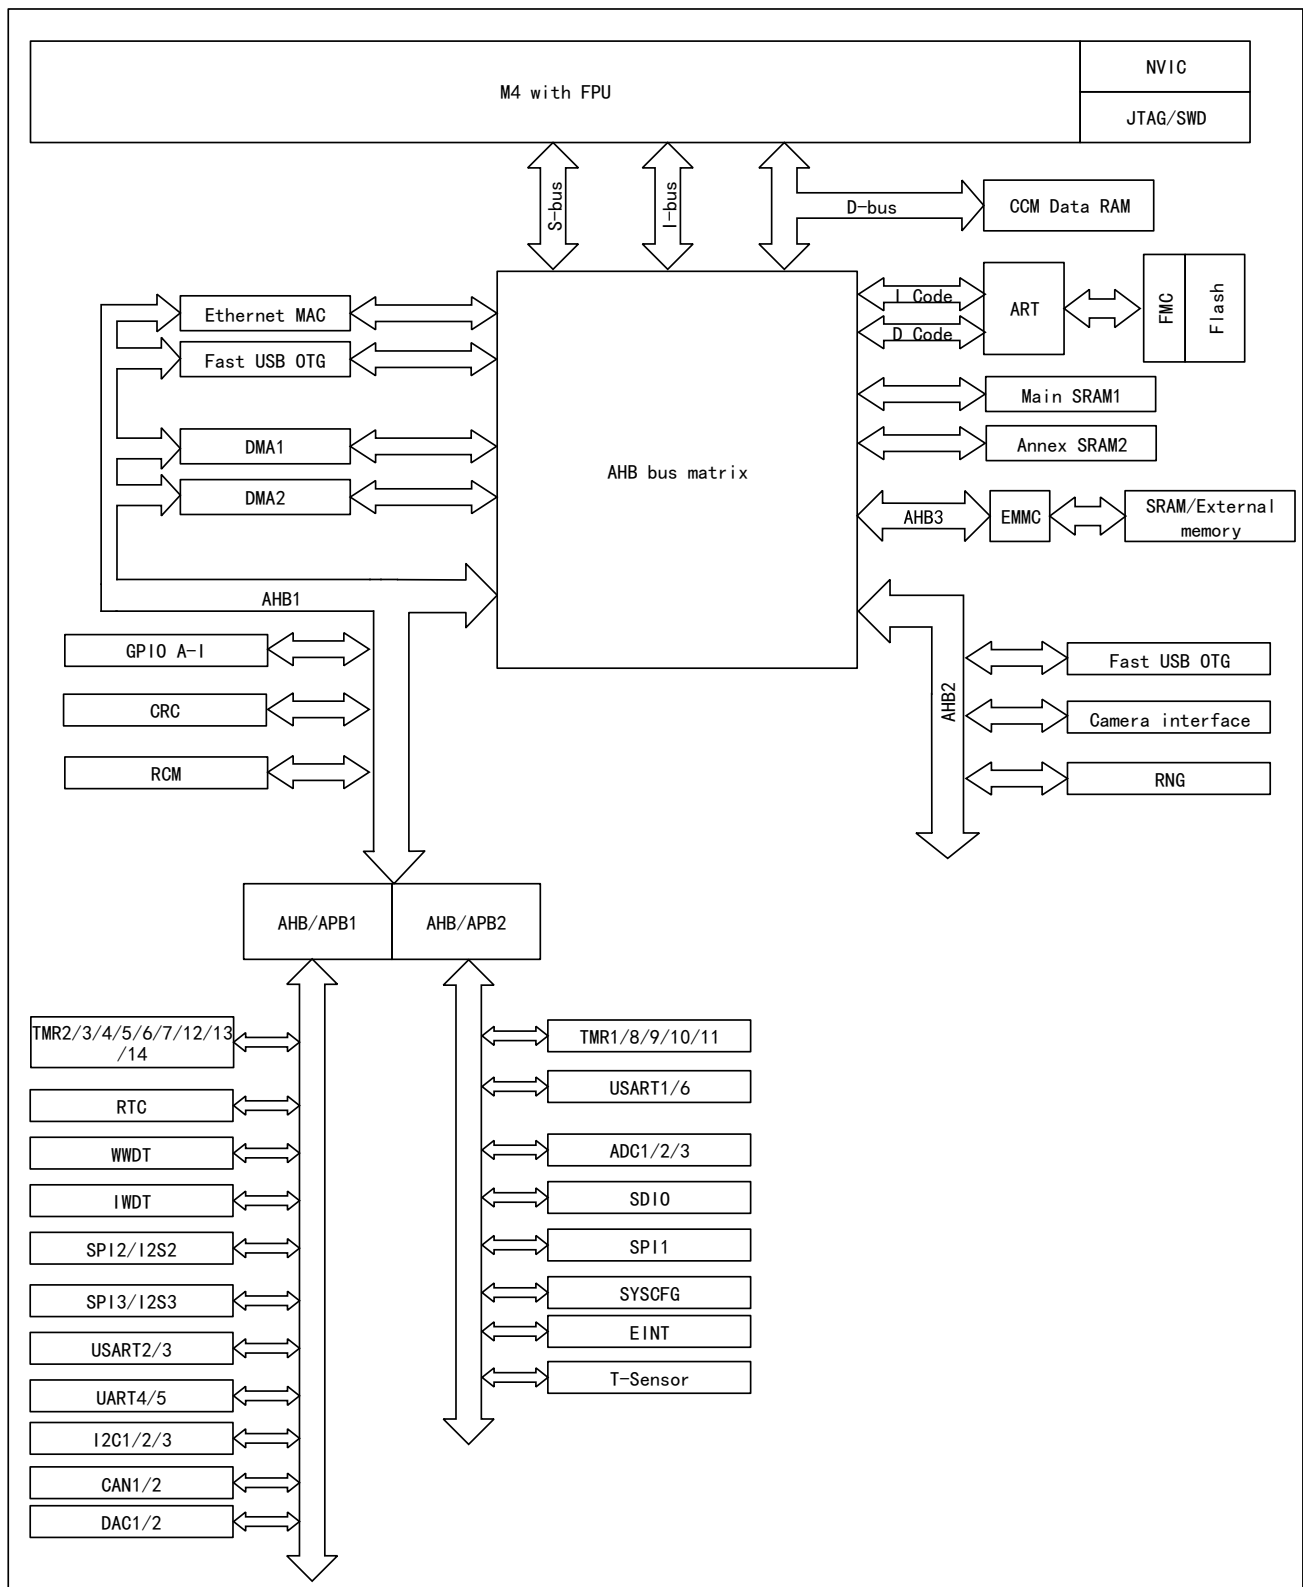 M4 with FPU
NVIC
JTAG/SWD
S-bus
I-bus
D-bus
CCM Data RAM
Ethernet MAC
Fast USB OTG
DMA1
DMA2
AHB bus matrix
I Code
D Code
ART
FMC
Flash
Main SRAM1
Annex SRAM2
AHB3
EMMC
SRAM/External
memory
AHB1
GPIO A-I
CRC
RCM
AHB2
Fast USB OTG
Camera interface
RNG
AHB/APB1
AHB/APB2
TMR2/3/4/5/6/7/12/13
/14
RTC
WWDT
IWDT
SPI2/I2S2
SPI3/I2S3
USART2/3
UART4/5
I2C1/2/3
CAN1/2
DAC1/2
TMR1/8/9/10/11
USART1/6
ADC1/2/3
SDIO
SPI1
SYSCFG
EINT
T-Sensor